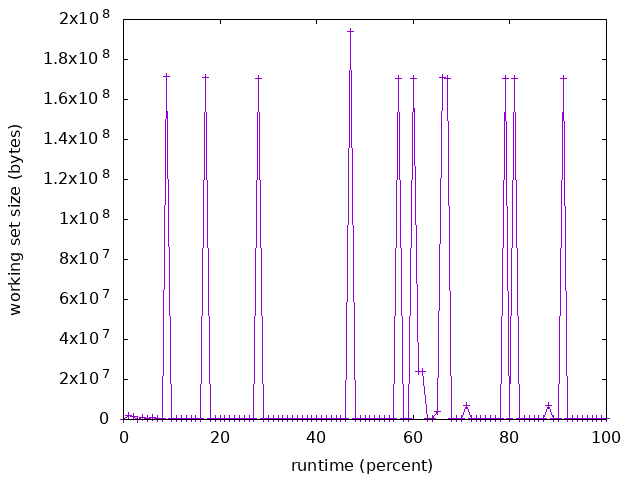 2x10^8
1.8x10^8
1.6x10^8
1.4x10^8
1.2x10^8
1x10^8
8x10^7
6x10^7
4x10^7
2x10^7
0
working set size (bytes)
0 20 40 60 80 100
runtime (percent)